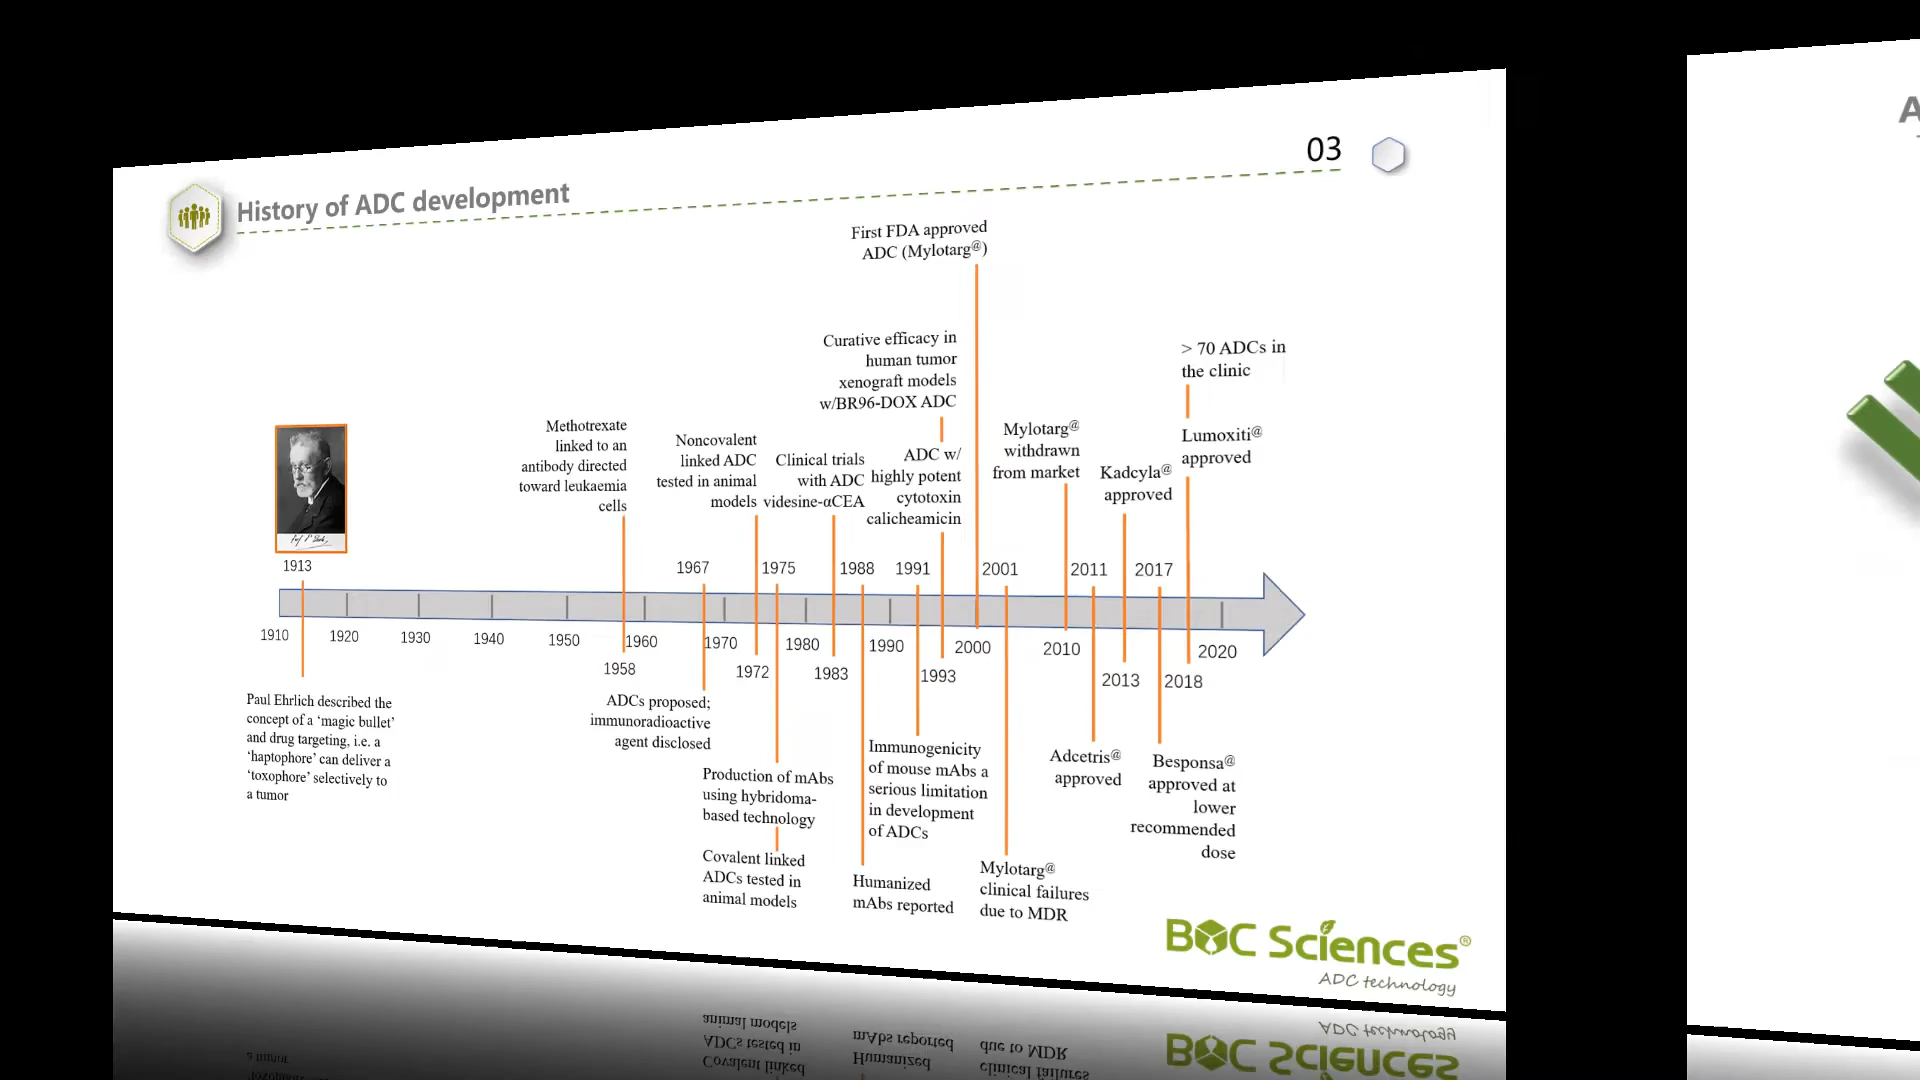 03
History of ADC development
First FDA approved
ADC (Mylotarg@)
Curative efficacy in
human tumor
xenograft models
w/BR96-DOX ADC
> 70 ADCs in
the clinic
Methotrexate
linked to an
antibody directed
toward leukaemia
cells
Noncovalent
linked ADC
tested in animal
models
Clinical trials
with ADC
videsine-αCEA
ADC w/
highly potent
cytotoxin
calicheamicin
Mylotarg@
withdrawn
from market
Kadcyla@
approved
Lumoxiti@
approved
1913
1967
1975
1988
1991
2001
2011
2017
1910
1920
1930
1940
1950
1960
1970
1980
1990
2000
2010
2020
1958
1972
1983
1993
2013
2018
Paul Ehrlich described the
concept of a ‘magic bullet’
and drug targeting, i.e. a
‘haptophore’ can deliver a
‘toxophore’ selectively to
a tumor
ADCs proposed;
immunoradioactive
agent disclosed
Production of mAbs
using hybridoma-
based technology
Covalent linked
ADCs tested in
animal models
Immunogenicity
of mouse mAbs a
serious limitation
in development
of ADCs
Humanized
mAbs reported
Mylotarg@
clinical failures
due to MDR
Adcetris@
approved
Besponsa@
approved at
lower
recommended
dose
BOC Sciences®
ADC technology
A